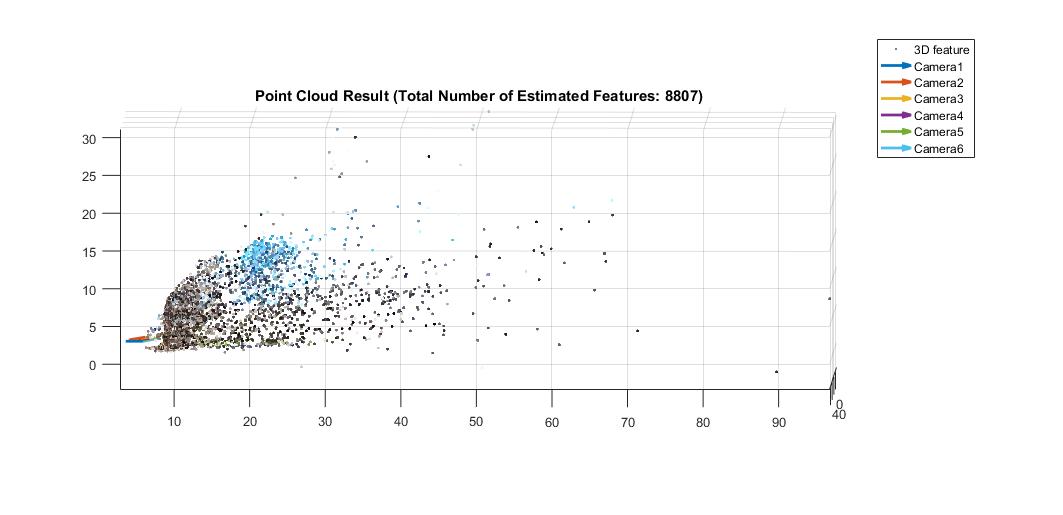 Point Cloud Result (Total Number of Estimated Features: 8807)
3D feature
Camera1
Camera2
Camera3
Camera4
Camera5
Camera6
30
25
20
15
10
5
0
10 20 30 40 50 60 70 80 90
0
40